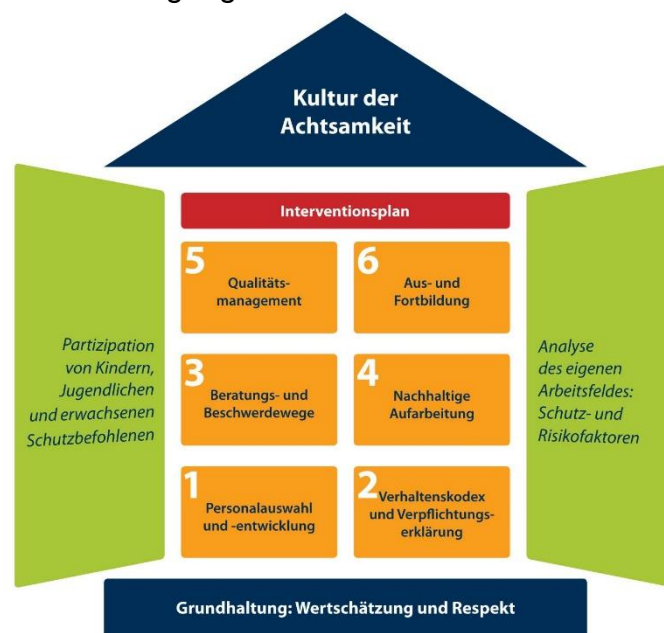 Kultur der
Achtsamkeit
Interventionsplan
5
Qualitäts-
management
6
Aus- und
Fortbildung
Partizipation
von Kindern,
Jugendlichen
und erwachsenen
Schutzbefohlenen
3
Beratungs- und
Beschwerdewege
4
Nachhaltige
Aufarbeitung
Analyse
des eigenen
Arbeitsfeldes:
Schutz- und
Risikofaktoren
1
Personalauswahl
und -entwicklung
2
Verhaltenskodex
und Verpflichtungs-
erklärung
Grundhaltung: Wertschätzung und Respekt